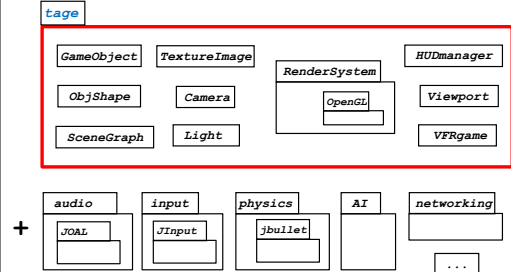 tage
GameObject TextureImage RenderSystem HUDmanager
ObjShape Camera OpenGL Viewport
SceneGraph Light VFRgame
+ audio input physics AI networking
JOAL JInput jbullet
...